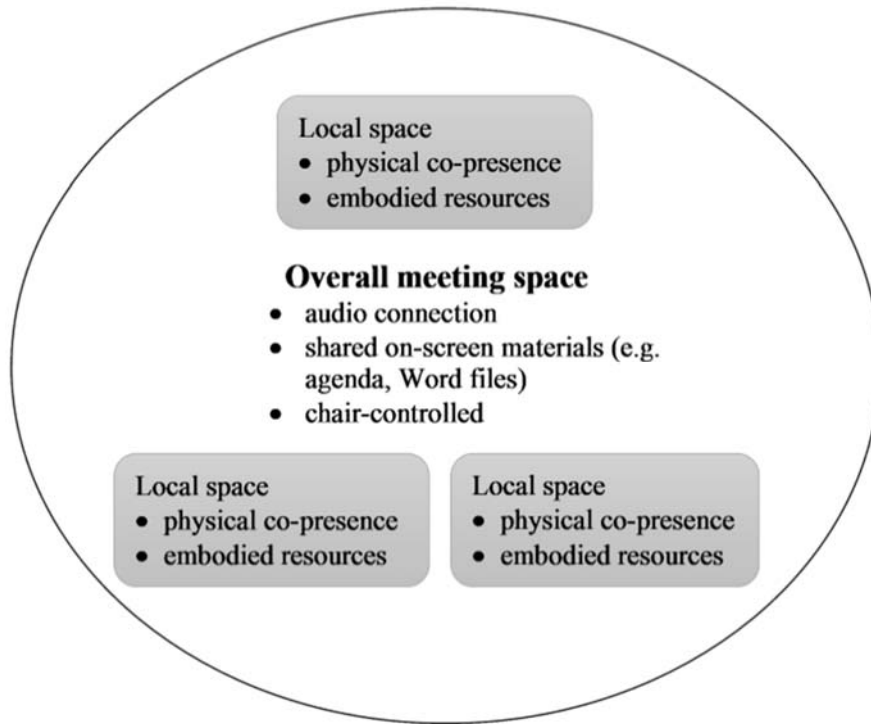 Local space
• physical co-presence
• embodied resources
Overall meeting space
• audio connection
• shared on-screen materials (e.g.
agenda, Word files)
• chair-controlled
Local space
• physical co-presence
• embodied resources
Local space
• physical co-presence
• embodied resources